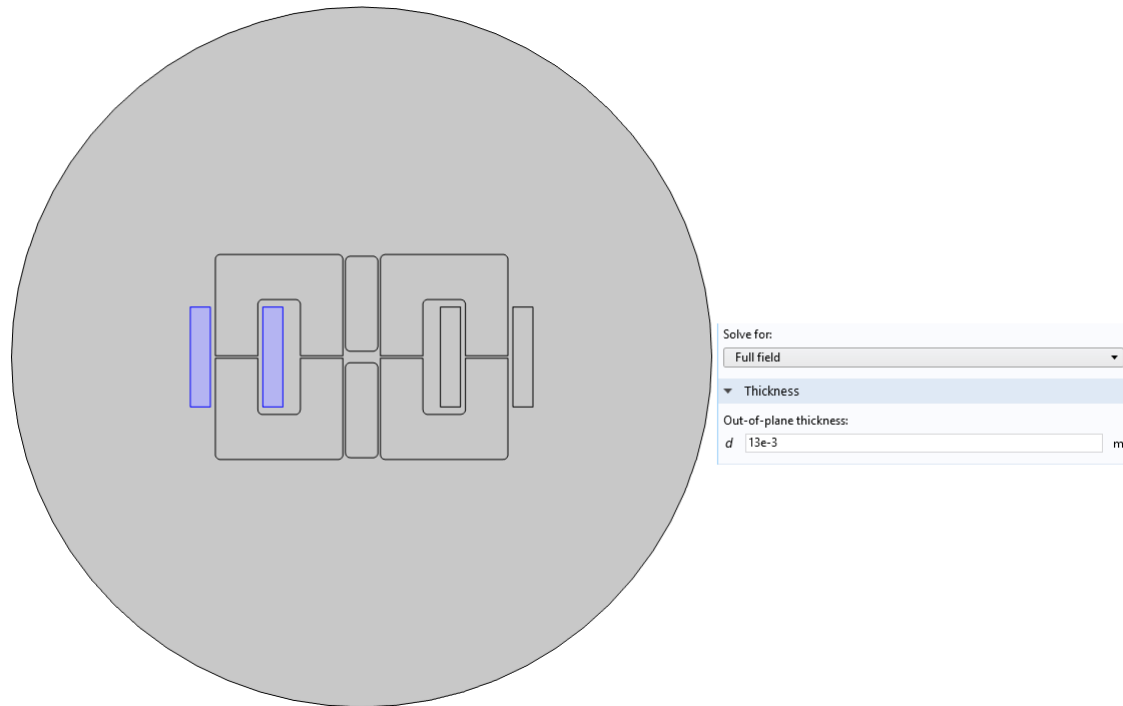 Solve for:
Full field
Thickness
Out-of-plane thickness:
d 13e-3 m